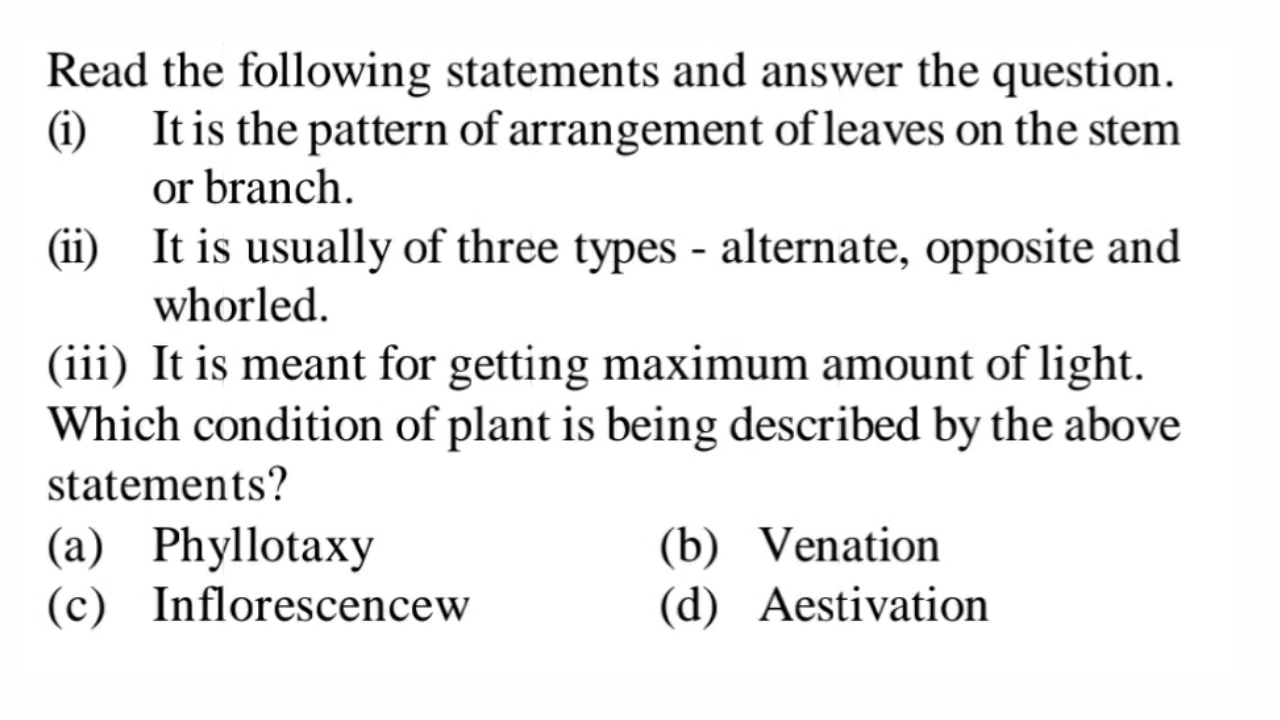 Read the following statements and answer the question.
(i) It is the pattern of arrangement of leaves on the stem
or branch.
(ii) It is usually of three types - alternate, opposite and
whorled.
(iii) It is meant for getting maximum amount of light.
Which condition of plant is being described by the above
statements?
(a) Phyllotaxy (b) Venation
(c) Inflorescencew (d) Aestivation